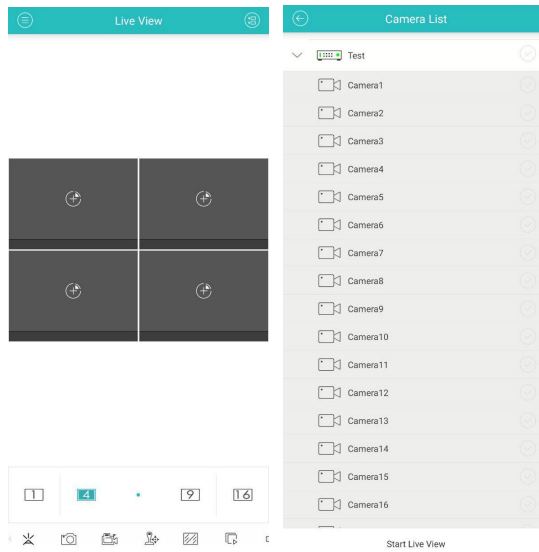 Live View
1
4
9
16
Camera List
Test
Camera1
Camera2
Camera3
Camera4
Camera5
Camera6
Camera7
Camera8
Camera9
Camera10
Camera11
Camera12
Camera13
Camera14
Camera15
Camera16
Start Live View